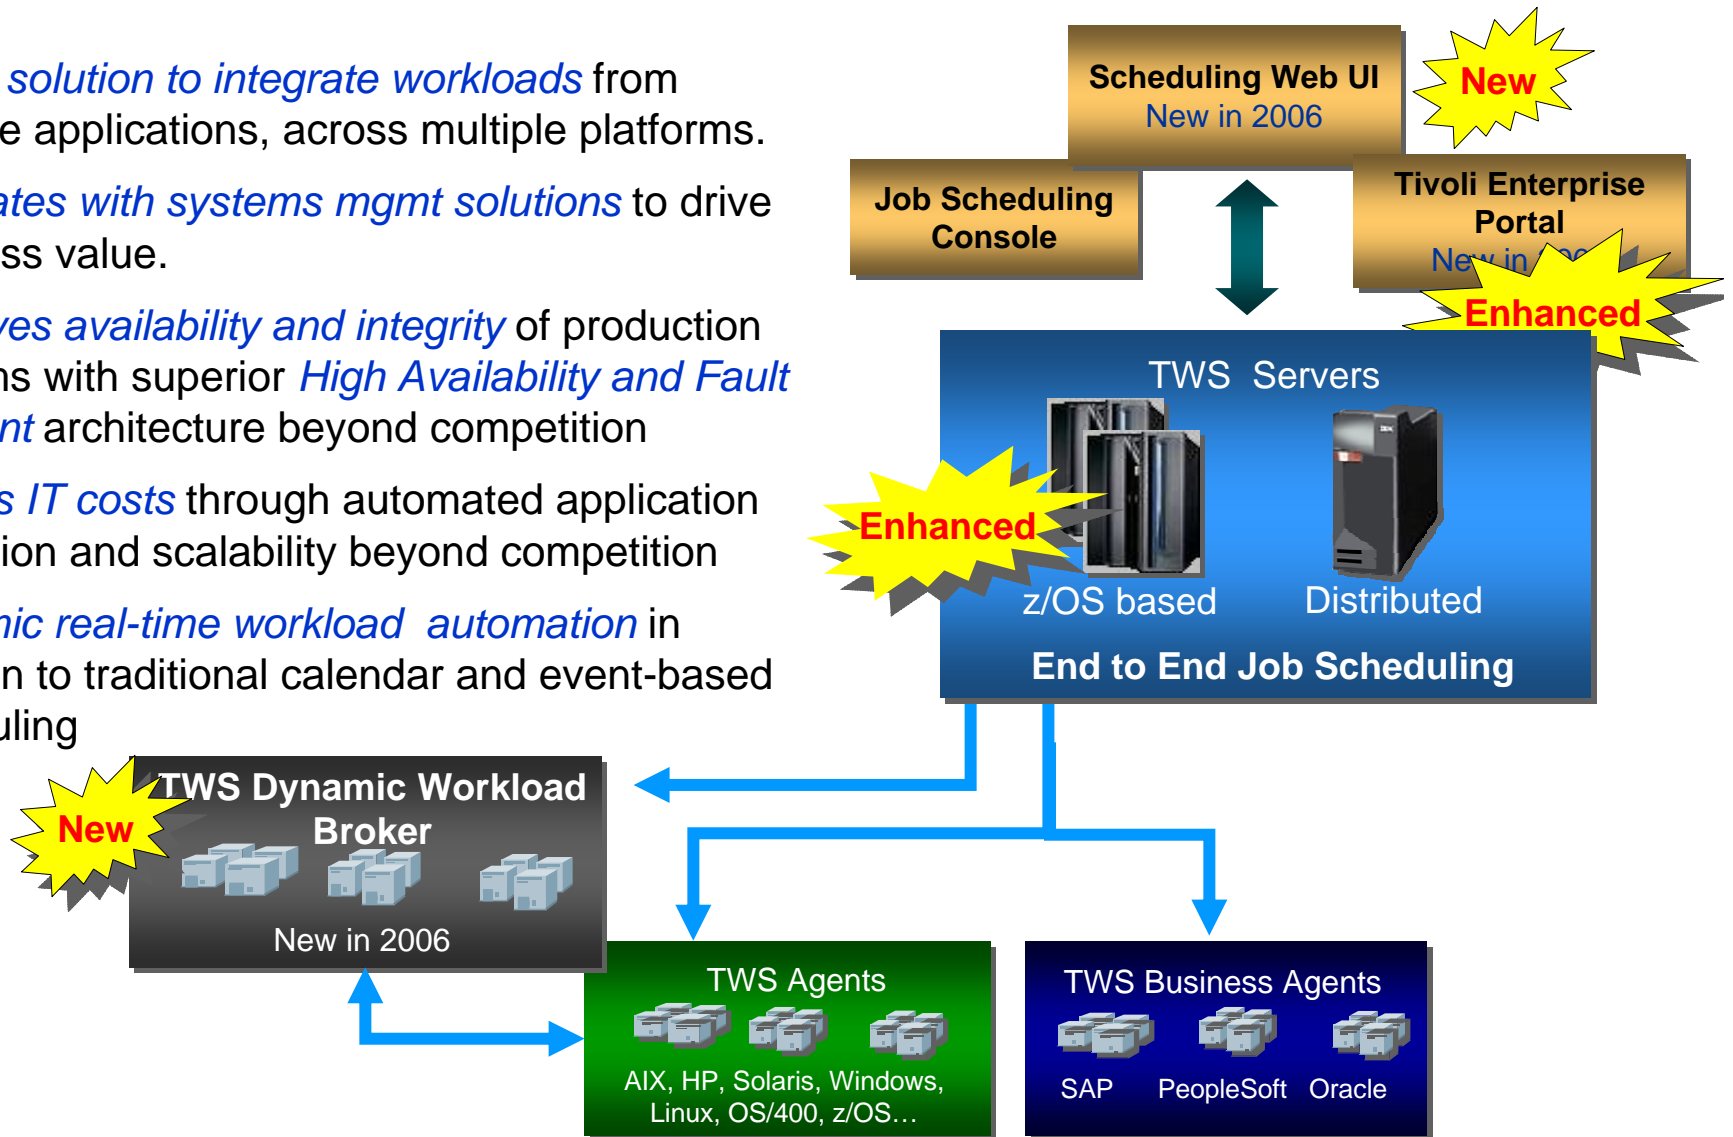 solution to integrate workloads from
e applications, across multiple platforms.
ates with systems mgmt solutions to drive
ss value.
ves availability and integrity of production
ns with superior High Availability and Fault
nt architecture beyond competition
s IT costs through automated application
ion and scalability beyond competition
mic real-time workload automation in
n to traditional calendar and event-based
uling
Scheduling Web UI
New in 2006
New
Job Scheduling
Console
Tivoli Enterprise
Portal
New in
Enhanced
TWS Servers
Enhanced
z/OS based
Distributed
End to End Job Scheduling
New
TWS Dynamic Workload
Broker
New in 2006
TWS Agents
AIX, HP, Solaris, Windows,
Linux, OS/400, z/OS…
TWS Business Agents
SAP PeopleSoft Oracle